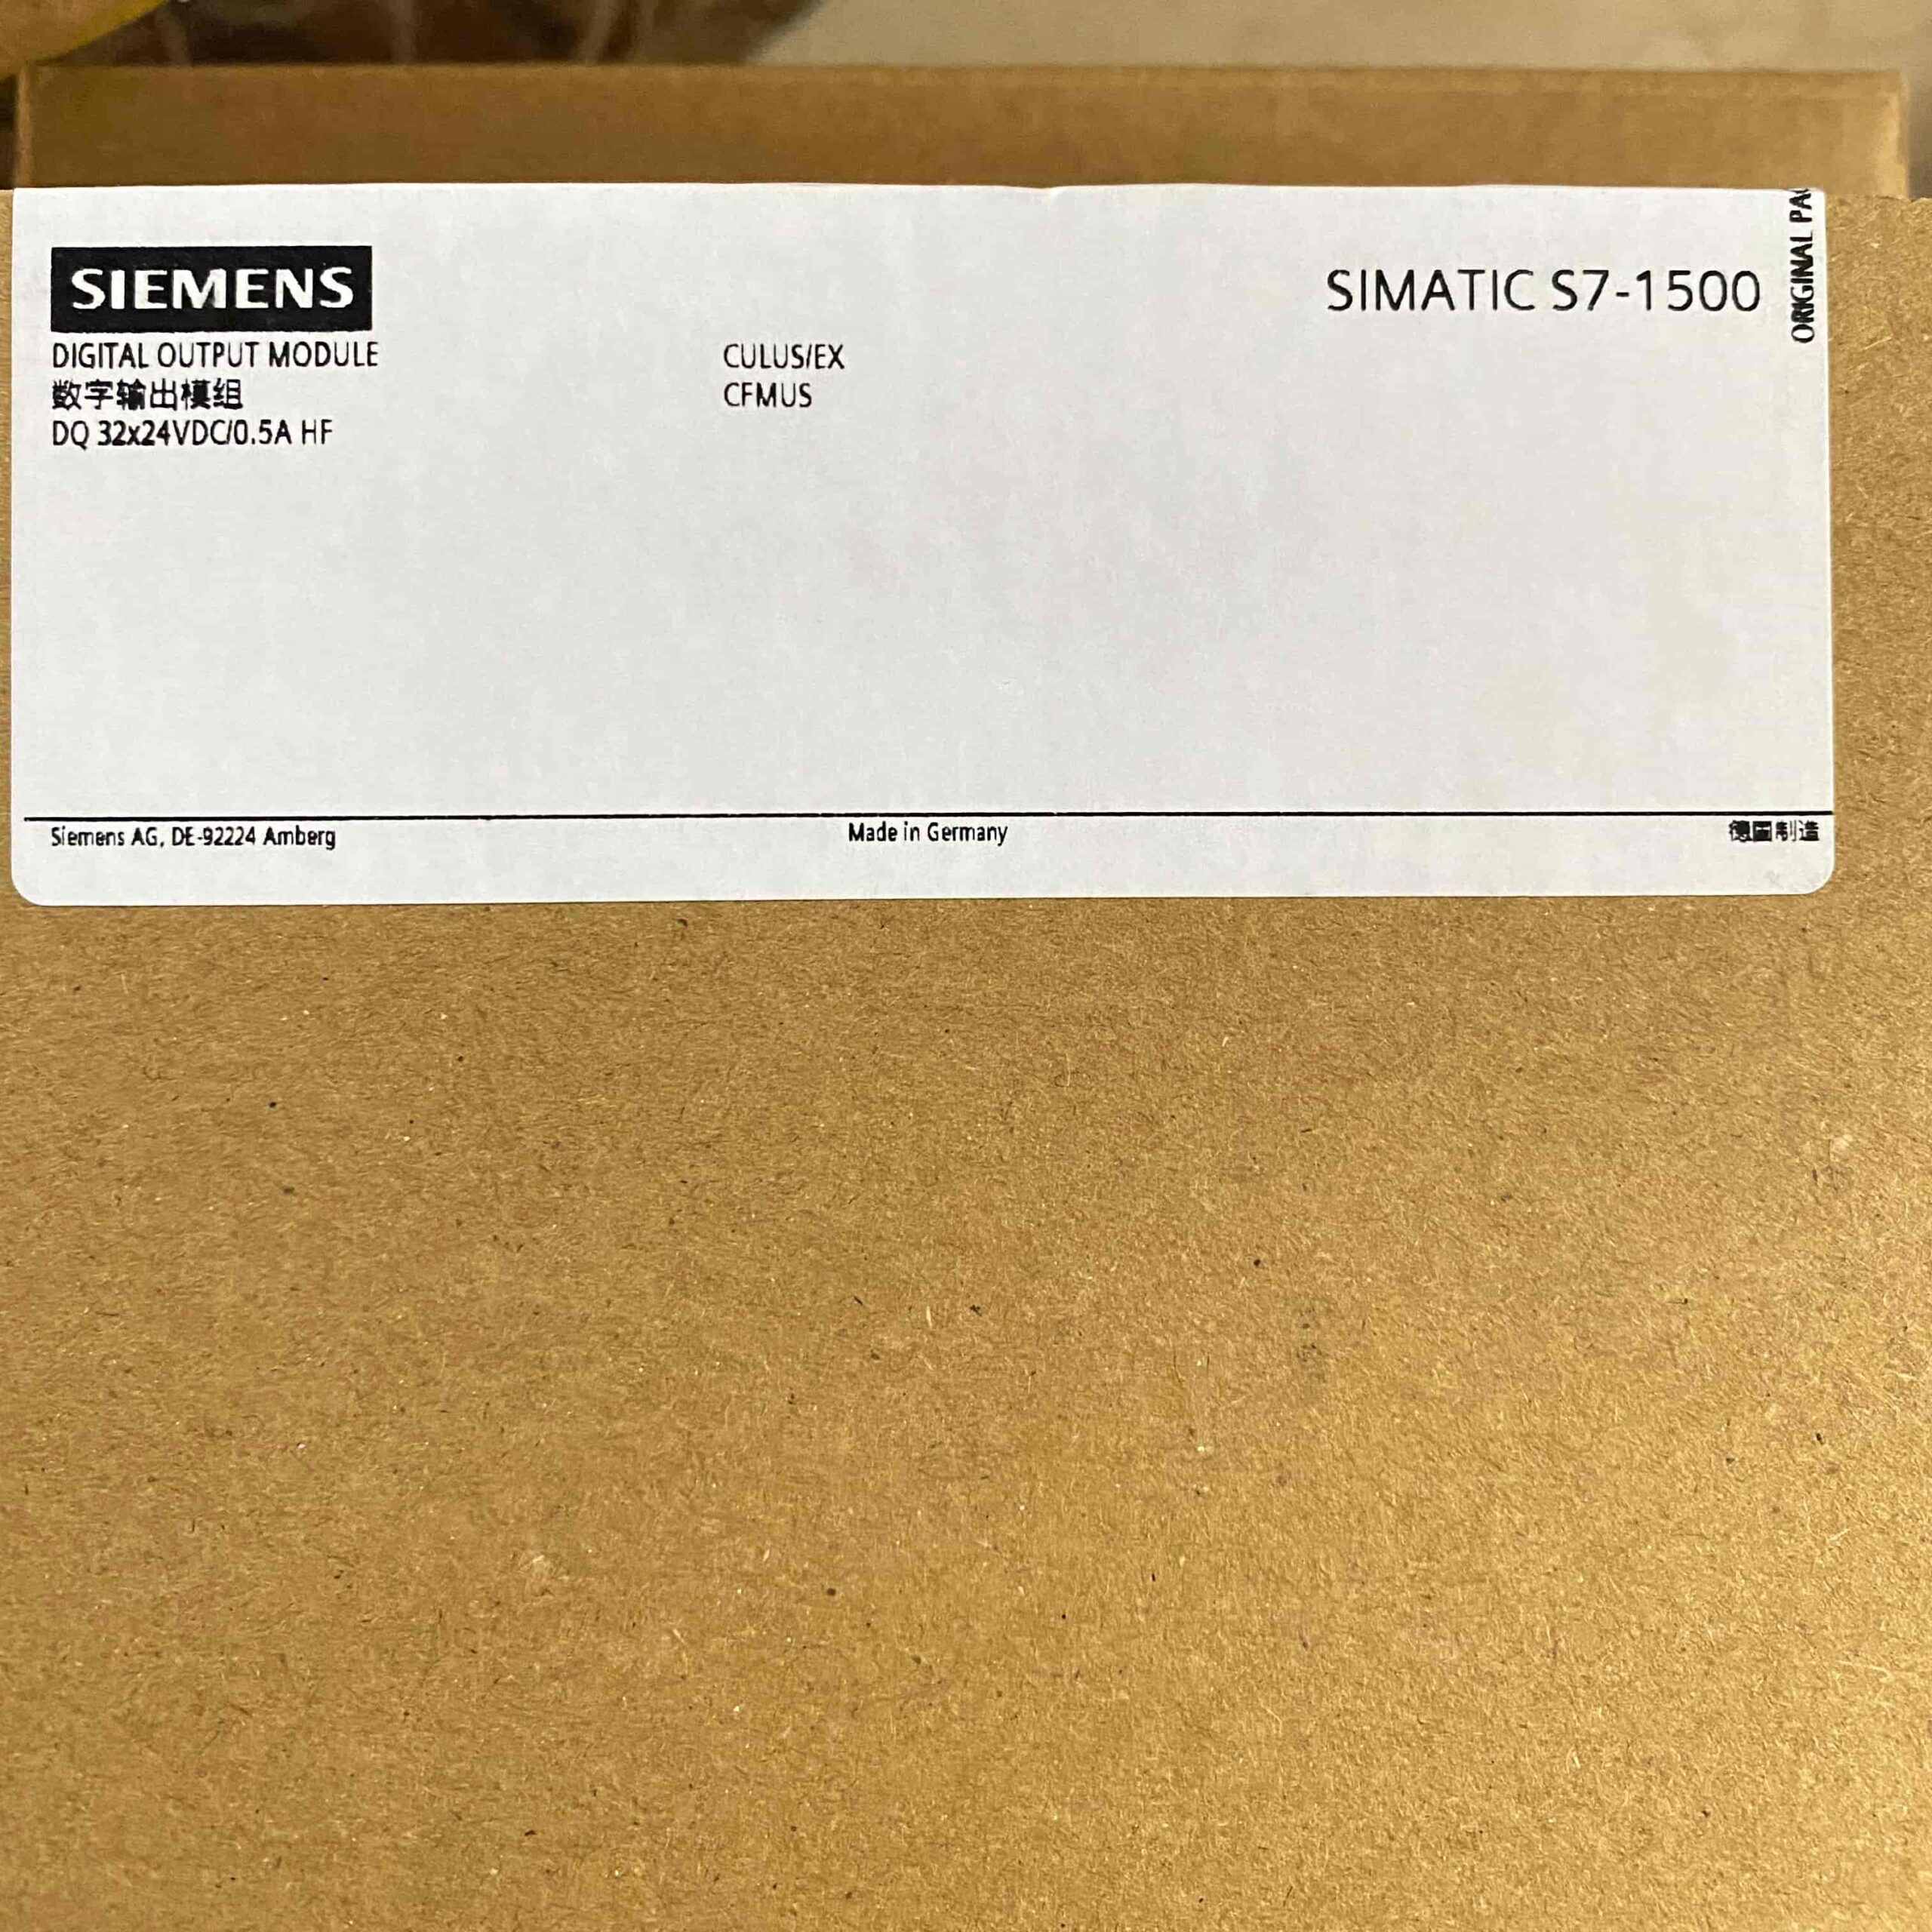 SIEMENS
SIMATIC S7-1500
ORIGINAL PA
DIGITAL OUTPUT MODULE
数字输出模组
DQ 32x24VDC/0.5A HF
CULUS/EX
CFMUS
Siemens AG, DE-92224 Amberg
Made in Germany
德國制造